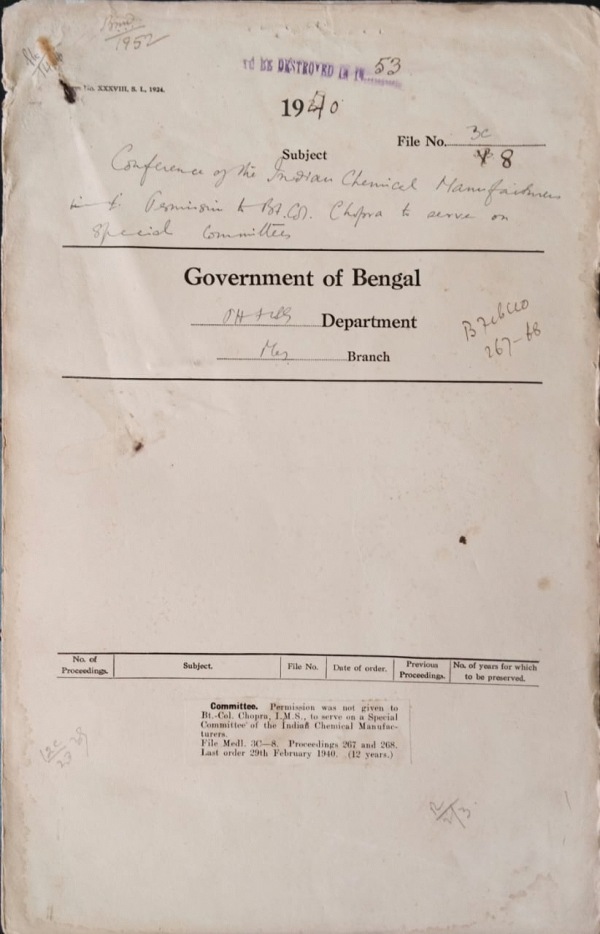 1952
TO BE DESTROYED IN 53
Form No. XXXVIII, S. I., 1924.
1940
File No. 3C
8
Subject
Conference of the Indian Chemical Manufacturers
Permission to Bt. Col. Chopra to serve on
Special Committees
Government of Bengal
Department
B Feb 40
267-68
Branch
No. of Proceedings.
Subject.
File No.
Date of order.
Previous Proceedings.
No. of years for which to be preserved.
Committee. Permission was not given to
Bt.-Col. Chopra, I.M.S., to serve on a Special
Committee of the Indian Chemical Manufac-
turers.
File Medl. 3C—8. Proceedings 267 and 268.
Last order 29th February 1940. (12 years.)